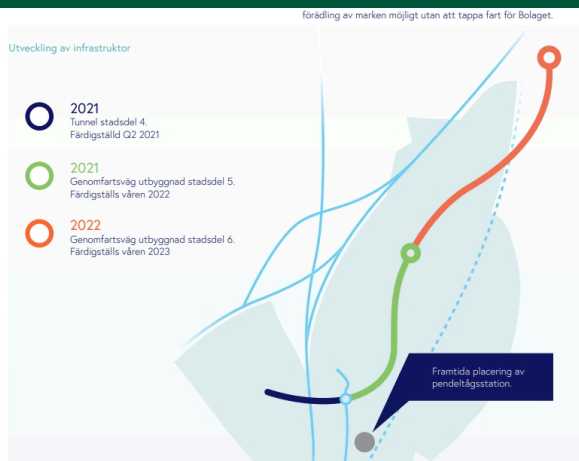 förädling av marken möjligt utan att tappa fart för Bolaget.
Utveckling av infrastruktor
2021
Tunnel stadsdel 4.
Färdigställd Q2 2021
2021
Genomfartsväg utbyggnad stadsdel 5.
Färdigställs våren 2022
2022
Genomfartsväg utbyggnad stadsdel 6.
Färdigställs våren 2023
Framtida placering av
pendeltågsstation.